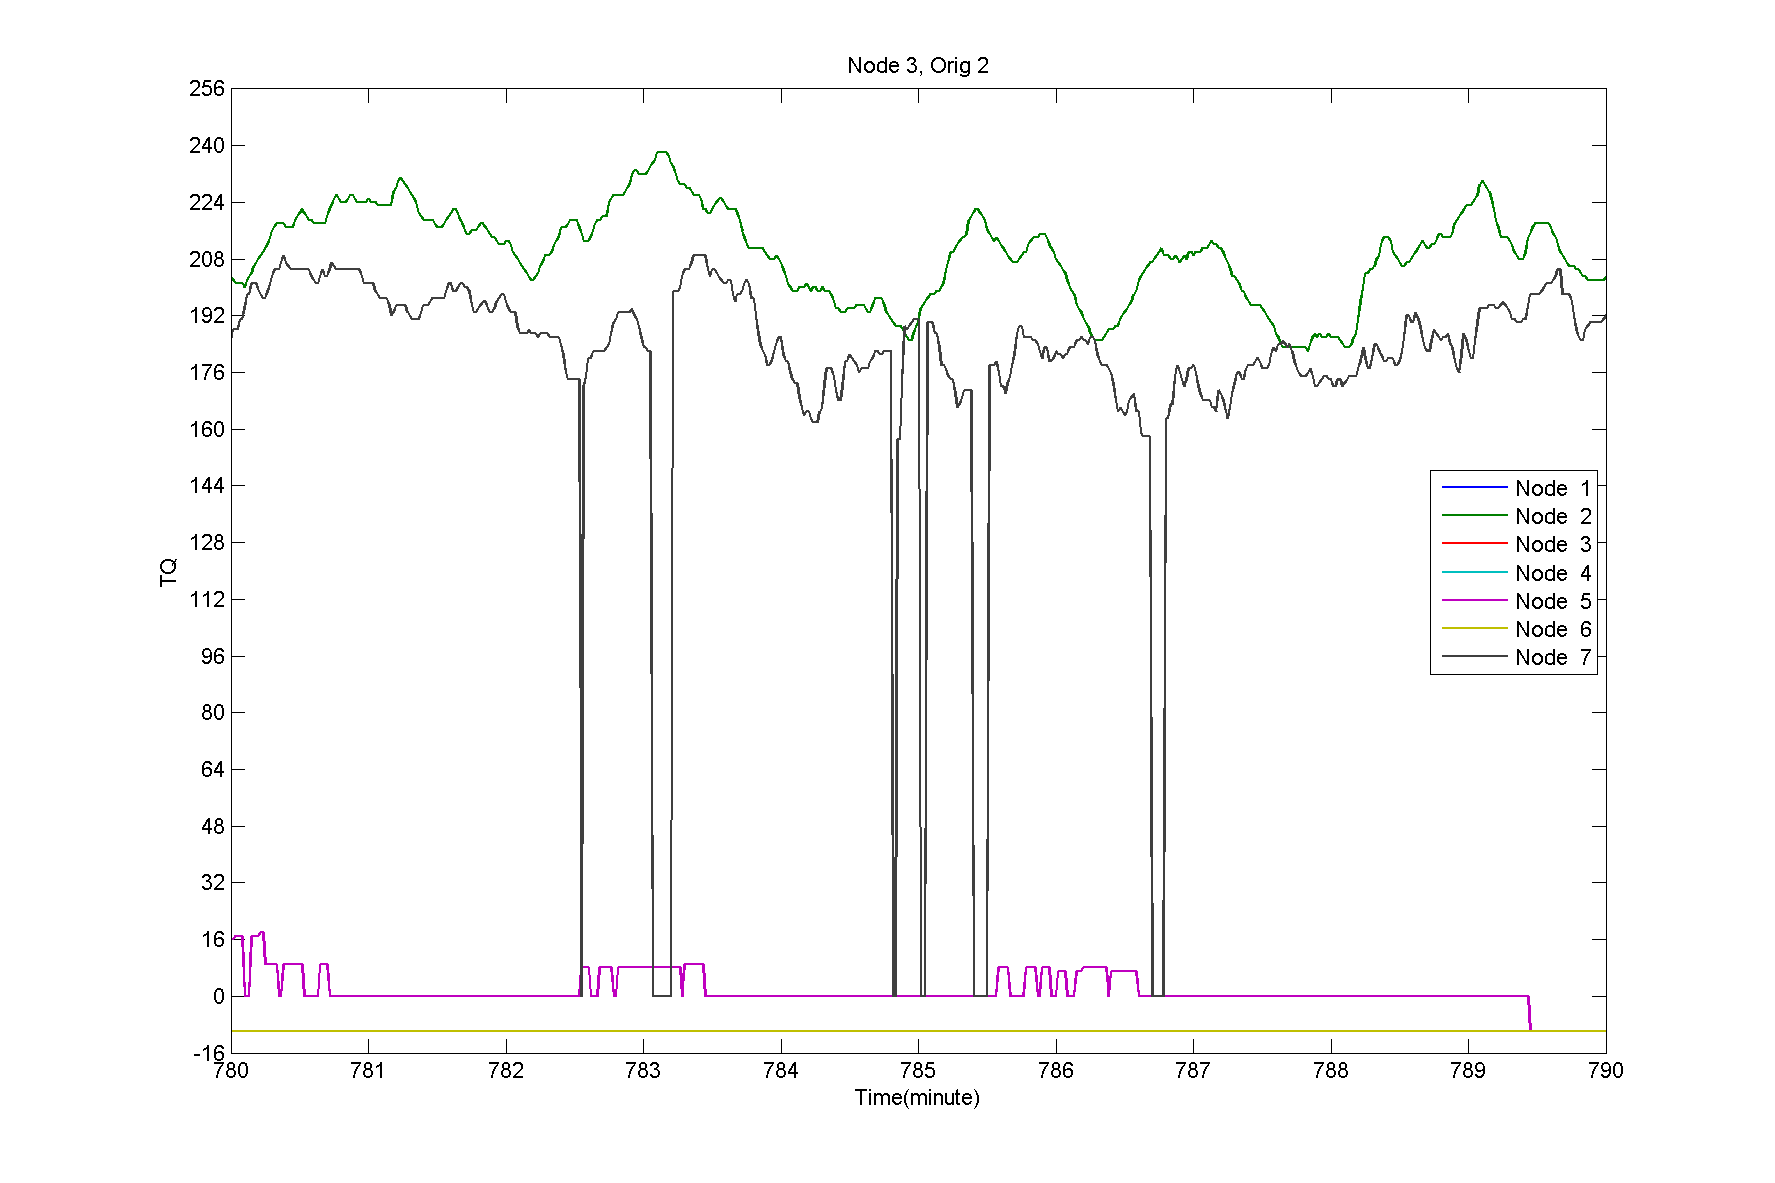 Node 3, Orig 2
256
240
224
208
192
176
160
144
128
112
96
80
64
48
32
16
0
-16
TQ
Node 1
Node 2
Node 3
Node 4
Node 5
Node 6
Node 7
780 781 782 783 784 785 786 787 788 789 790
Time(minute)